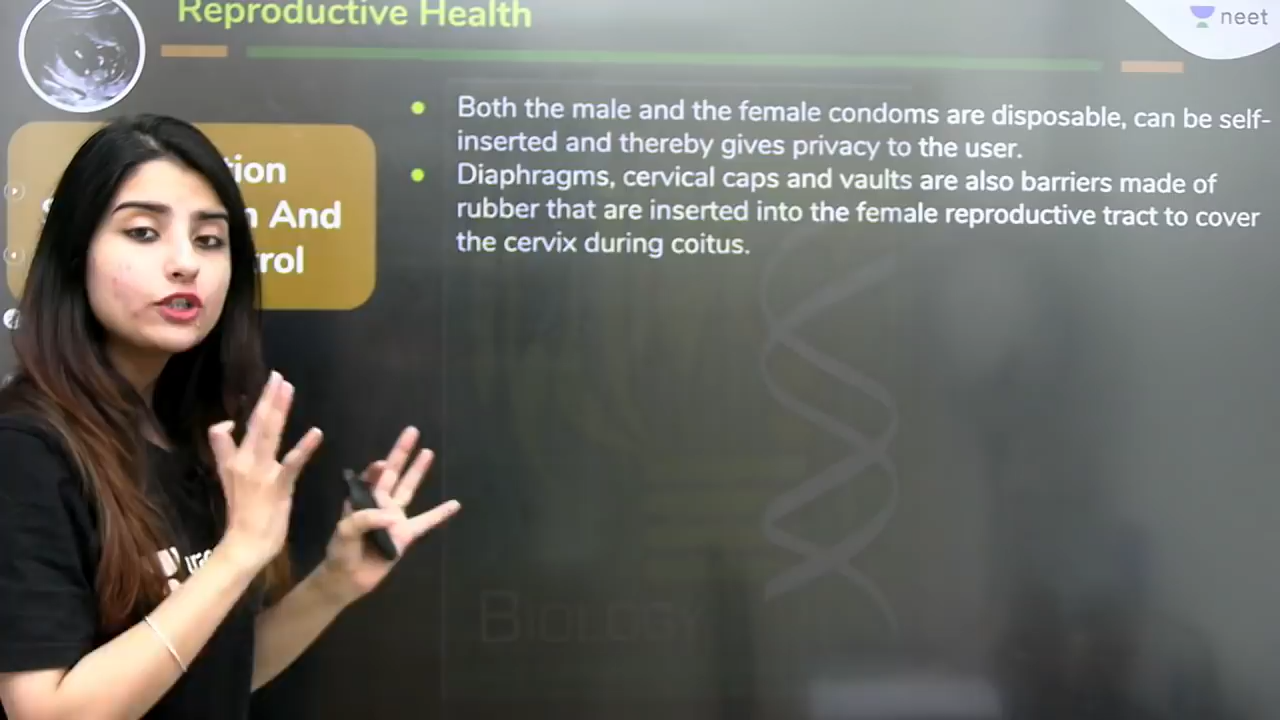 Reproductive Health
neet
Both the male and the female condoms are disposable, can be self-
inserted and thereby gives privacy to the user.
Diaphragms, cervical caps and vaults are also barriers made of
rubber that are inserted into the female reproductive tract to cover
the cervix during coitus.
And
BIOLOGY